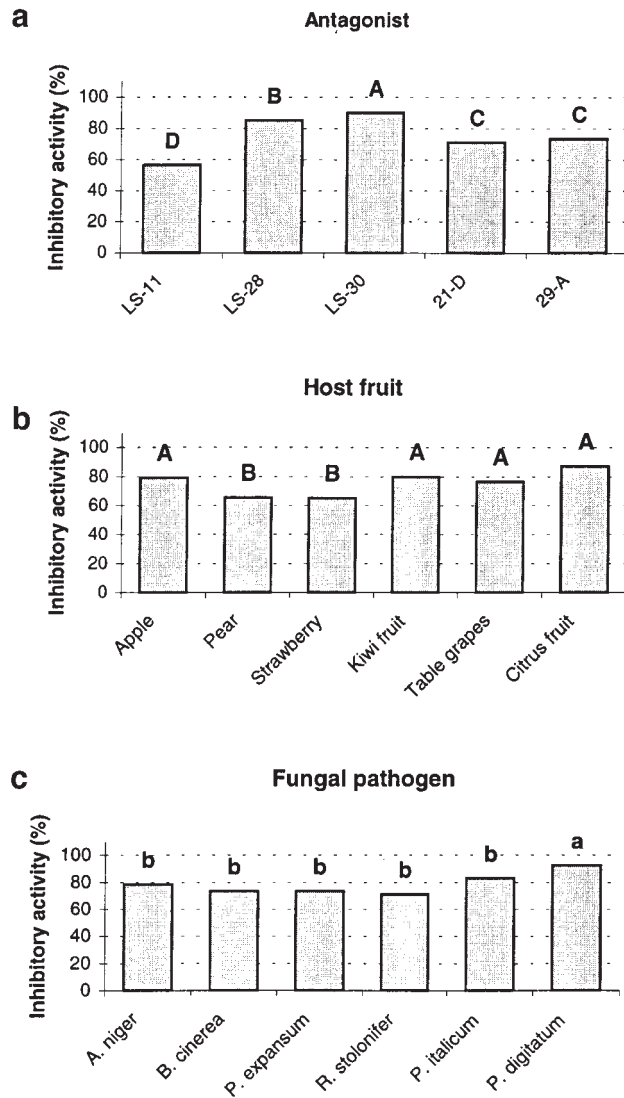 a
Antagonist
Inhibitory activity (%)
100
80
60
40
20
0
D
B
A
C
C
LS-11
LS-28
LS-30
21-D
29-A
Host fruit
b
Inhibitory activity (%)
100
80
60
40
20
0
A
B
B
A
A
A
Apple
Pear
Strawberry
Kiwi fruit
Table grapes
Citrus fruit
c
Fungal pathogen
Inhibitory activity (%)
100
80
60
40
20
0
b
b
b
b
b
a
A. niger
B. cinerea
P. expansum
R. stolonifer
P. italicum
P. digitatum